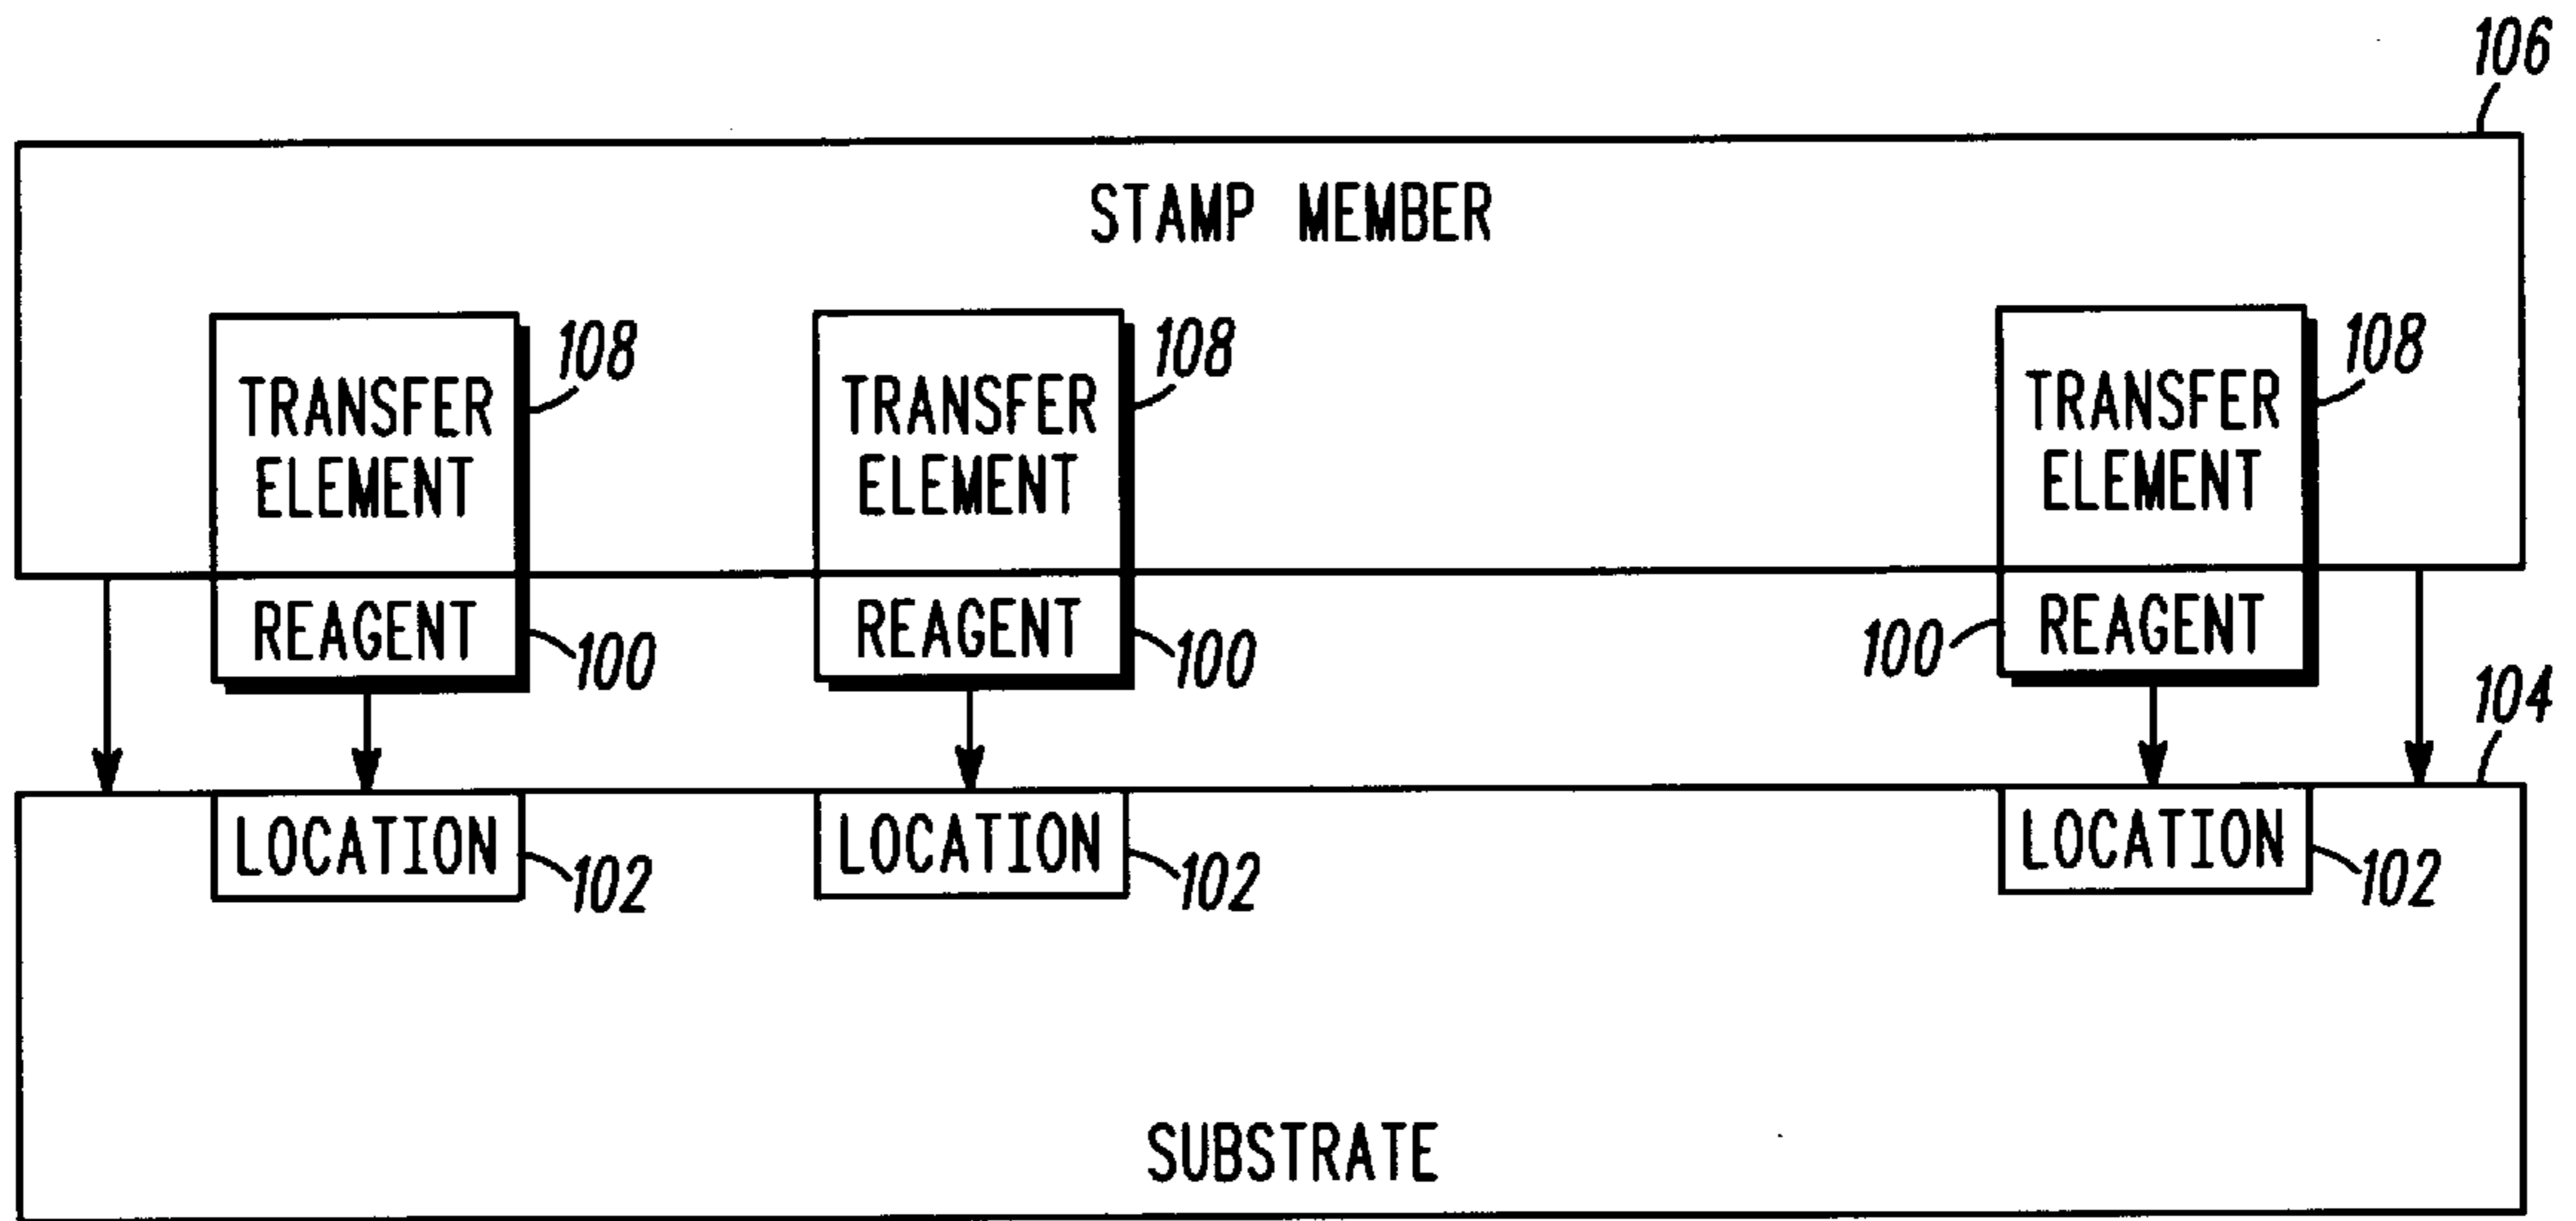 106
STAMP MEMBER
108
108
108
TRANSFER
ELEMENT
TRANSFER
ELEMENT
TRANSFER
ELEMENT
REAGENT
100
REAGENT
100
100
REAGENT
104
LOCATION
102
LOCATION
102
LOCATION
102
SUBSTRATE